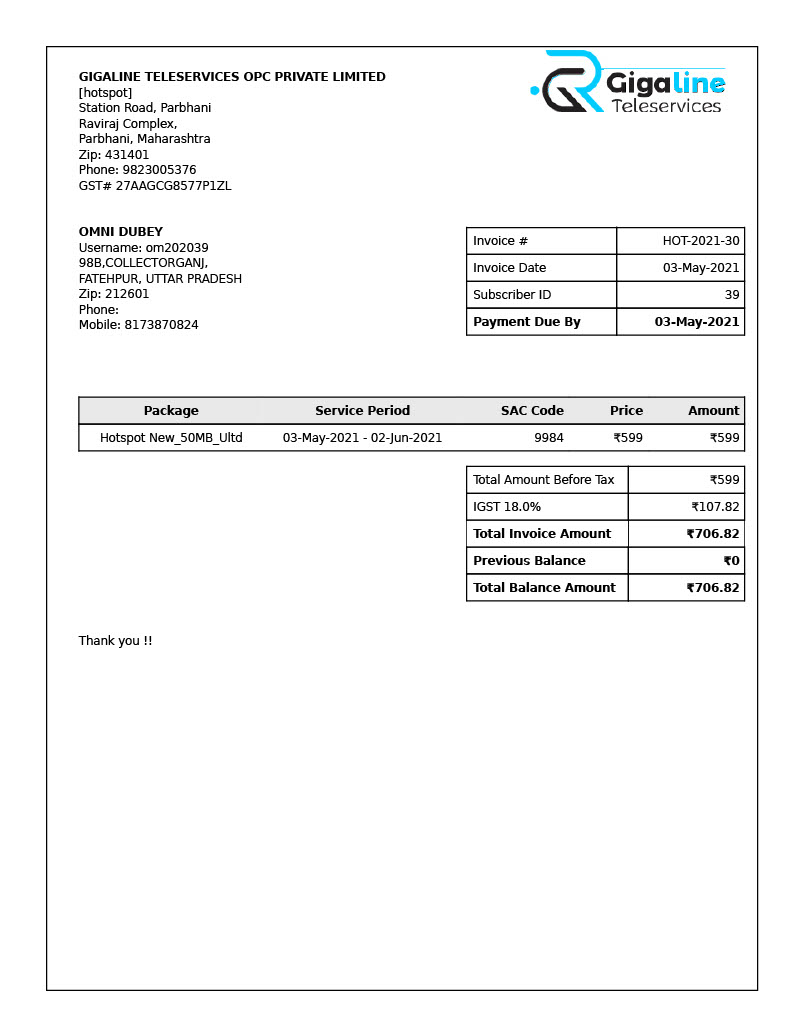 GIGALINE TELESERVICES OPC PRIVATE LIMITED
[hotspot]
Station Road, Parbhani
Raviraj Complex,
Parbhani, Maharashtra
Zip: 431401
Phone: 9823005376
GST# 27AAGCG8577P1ZL
Gigaline
Teleservices
OMNI DUBEY
Username: om202039
98B,COLLECTORGANJ,
FATEHPUR, UTTAR PRADESH
Zip: 212601
Phone:
Mobile: 8173870824
Invoice # HOT-2021-30
Invoice Date 03-May-2021
Subscriber ID 39
Payment Due By 03-May-2021
Package Service Period SAC Code Price Amount
Hotspot New_50MB_Ultd 03-May-2021 - 02-Jun-2021 9984 ₹599 ₹599
Total Amount Before Tax ₹599
IGST 18.0% ₹107.82
Total Invoice Amount ₹706.82
Previous Balance ₹0
Total Balance Amount ₹706.82
Thank you !!